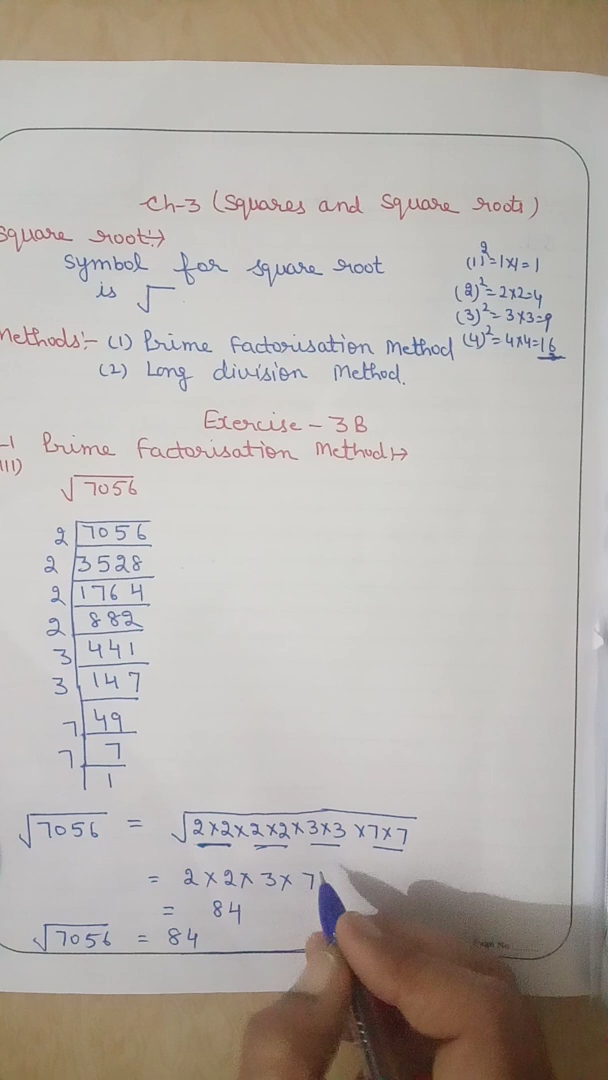 Ch-3 (Squares and Square roots)
Square root:→
Symbol for square root
is √
(1)² = 1×1 = 1
(2)² = 2×2=4
(3)² = 3×3=9
(4)² = 4×4=16
Methods:- (1) Prime Factorisation Method
(2) Long division Method.
Exercise - 3B
-1 Prime Factorisation Method:→
(III)
√7056
2 | 7056
2 | 3528
2 | 1764
2 | 882
3 | 441
3 | 147
7 | 49
7 | 7
| 1
√7056 = √2×2×2×2×3×3×7×7
= 2×2×3×7
= 84
√7056 = 84
Page No